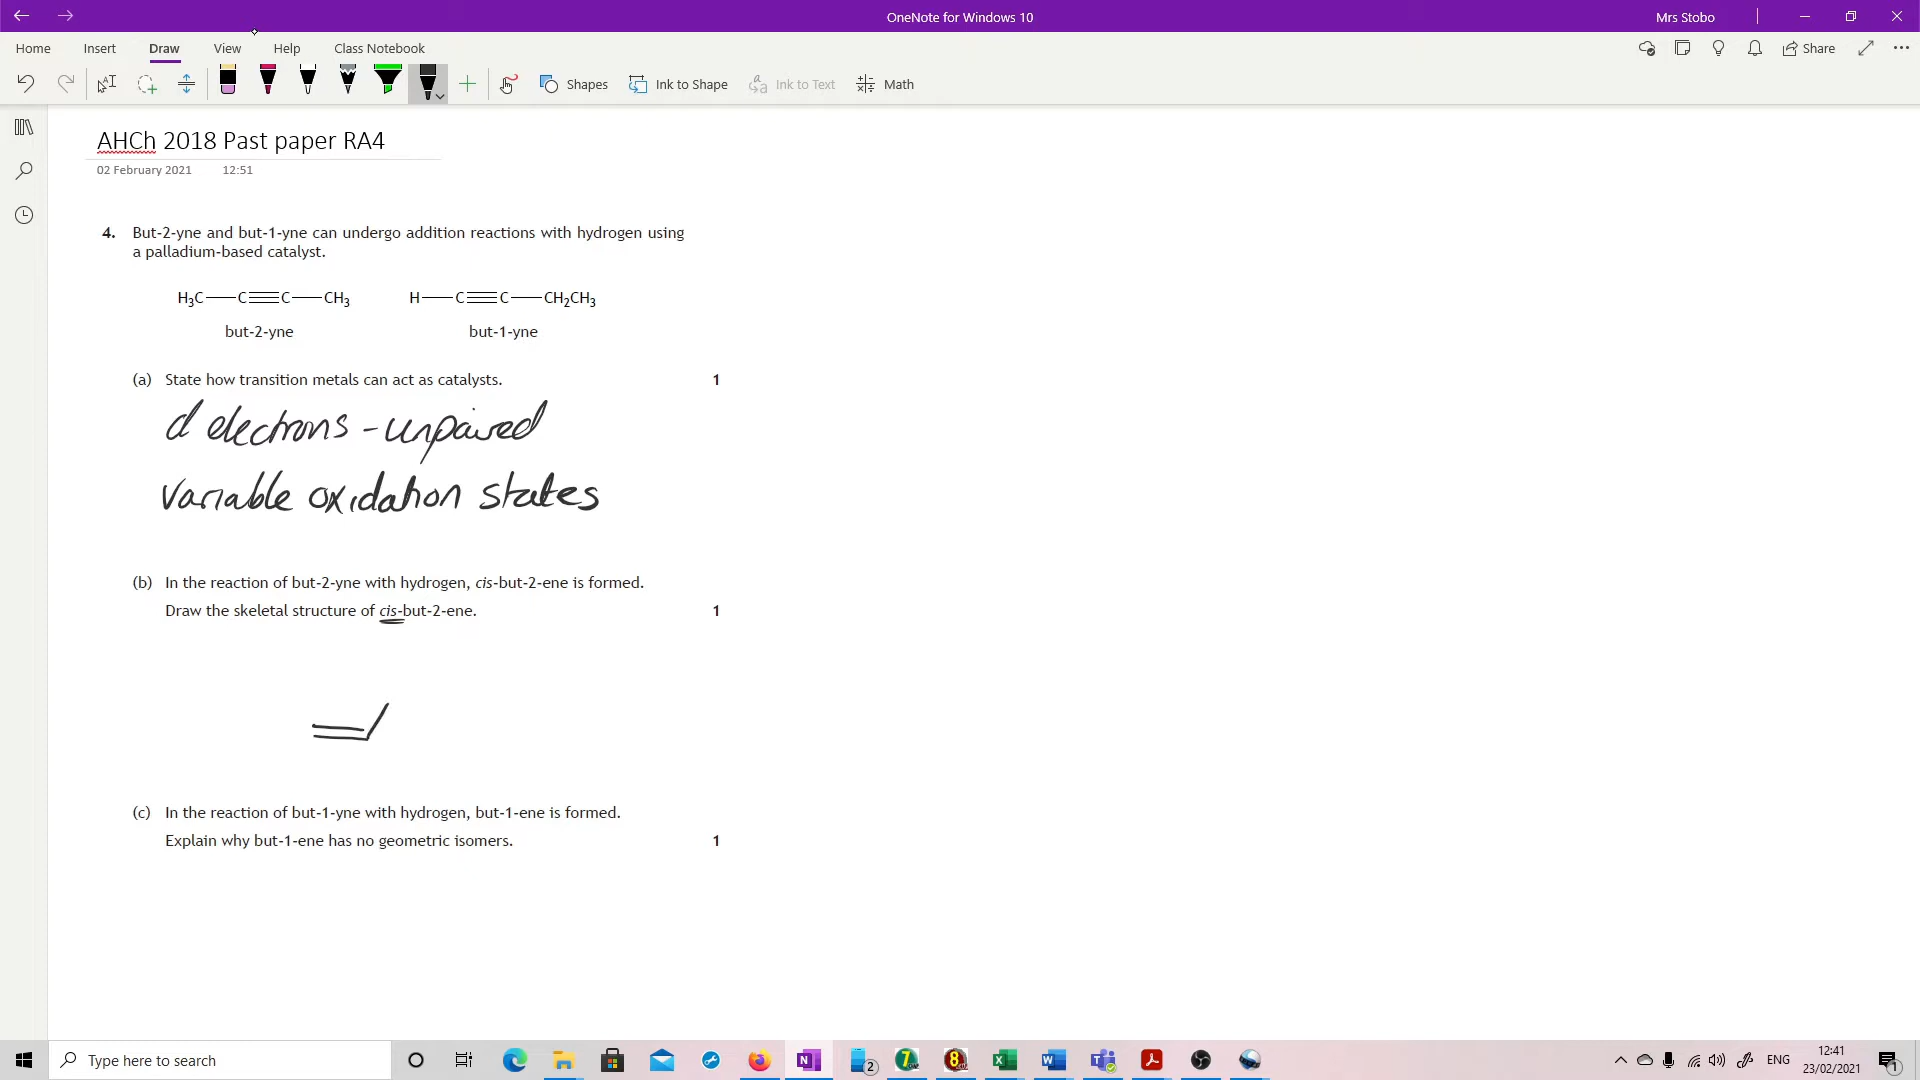 OneNote for Windows 10
Mrs Stobo
Home Insert Draw View Help Class Notebook
Share
Shapes Ink to Shape Ink to Text Math
AHCh 2018 Past paper RA4
02 February 2021 12:51
4. But-2-yne and but-1-yne can undergo addition reactions with hydrogen using
a palladium-based catalyst.
H₃C C C CH₃ H C C CH₂CH₃
but-2-yne but-1-yne
(a) State how transition metals can act as catalysts. 1
d electrons - unpaired
variable oxidation states
(b) In the reaction of but-2-yne with hydrogen, cis-but-2-ene is formed.
Draw the skeletal structure of cis-but-2-ene. 1
(c) In the reaction of but-1-yne with hydrogen, but-1-ene is formed.
Explain why but-1-ene has no geometric isomers. 1
Type here to search
2
7
8
ENG
12:41
23/02/2021
1